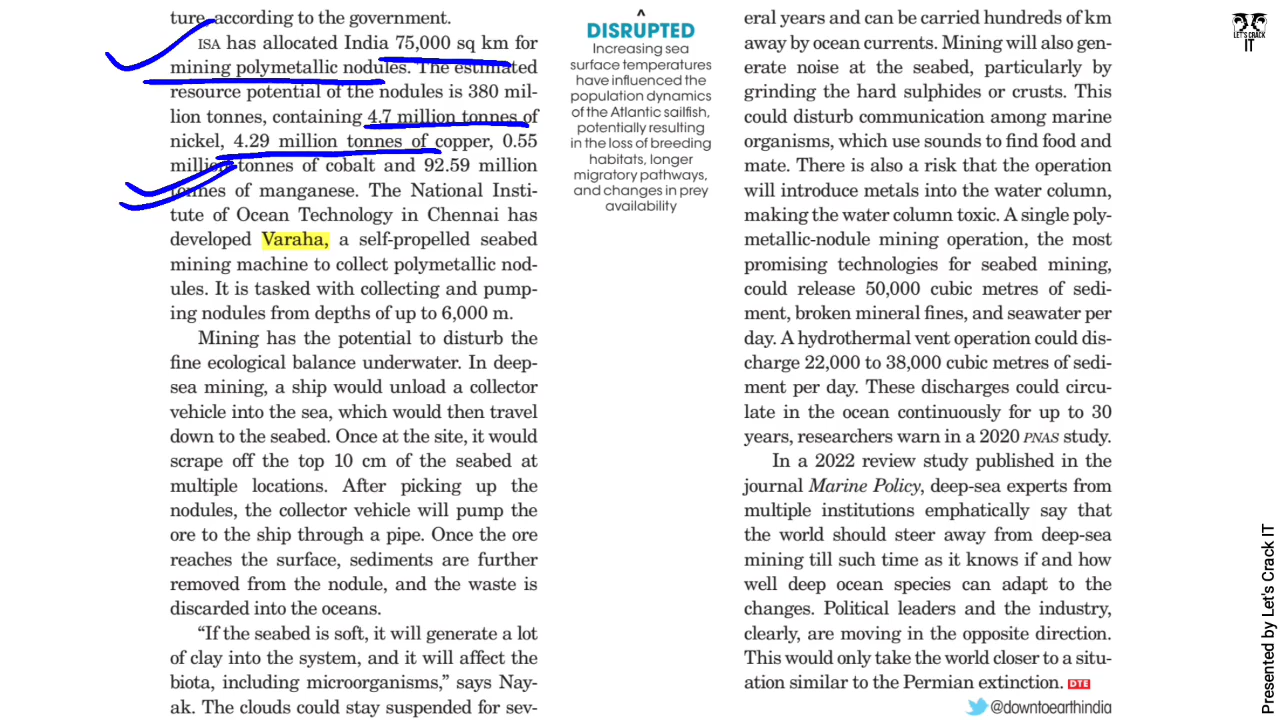 ture, according to the government.
ISA has allocated India 75,000 sq km for
mining polymetallic nodules. The estimated
resource potential of the nodules is 380 mil-
lion tonnes, containing 4.7 million tonnes of
nickel, 4.29 million tonnes of copper, 0.55
million tonnes of cobalt and 92.59 million
tonnes of manganese. The National Insti-
tute of Ocean Technology in Chennai has
developed Varaha, a self-propelled seabed
mining machine to collect polymetallic nod-
ules. It is tasked with collecting and pump-
ing nodules from depths of up to 6,000 m.
Mining has the potential to disturb the
fine ecological balance underwater. In deep-
sea mining, a ship would unload a collector
vehicle into the sea, which would then travel
down to the seabed. Once at the site, it would
scrape off the top 10 cm of the seabed at
multiple locations. After picking up the
nodules, the collector vehicle will pump the
ore to the ship through a pipe. Once the ore
reaches the surface, sediments are further
removed from the nodule, and the waste is
discarded into the oceans.
“If the seabed is soft, it will generate a lot
of clay into the system, and it will affect the
biota, including microorganisms,” says Nay-
ak. The clouds could stay suspended for sev-
DISRUPTED
Increasing sea
surface temperatures
have influenced the
population dynamics
of the Atlantic sailfish,
potentially resulting
in the loss of breeding
habitats, longer
migratory pathways,
and changes in prey
availability
eral years and can be carried hundreds of km
away by ocean currents. Mining will also gen-
erate noise at the seabed, particularly by
grinding the hard sulphides or crusts. This
could disturb communication among marine
organisms, which use sounds to find food and
mate. There is also a risk that the operation
will introduce metals into the water column,
making the water column toxic. A single poly-
metallic-nodule mining operation, the most
promising technologies for seabed mining,
could release 50,000 cubic metres of sedi-
ment, broken mineral fines, and seawater per
day. A hydrothermal vent operation could dis-
charge 22,000 to 38,000 cubic metres of sedi-
ment per day. These discharges could circu-
late in the ocean continuously for up to 30
years, researchers warn in a 2020 PNAS study.
In a 2022 review study published in the
journal Marine Policy, deep-sea experts from
multiple institutions emphatically say that
the world should steer away from deep-sea
mining till such time as it knows if and how
well deep ocean species can adapt to the
changes. Political leaders and the industry,
clearly, are moving in the opposite direction.
This would only take the world closer to a situ-
ation similar to the Permian extinction. DTE
@downtoearthindia
LET'S CRACK
IT
Presented by Let's Crack IT